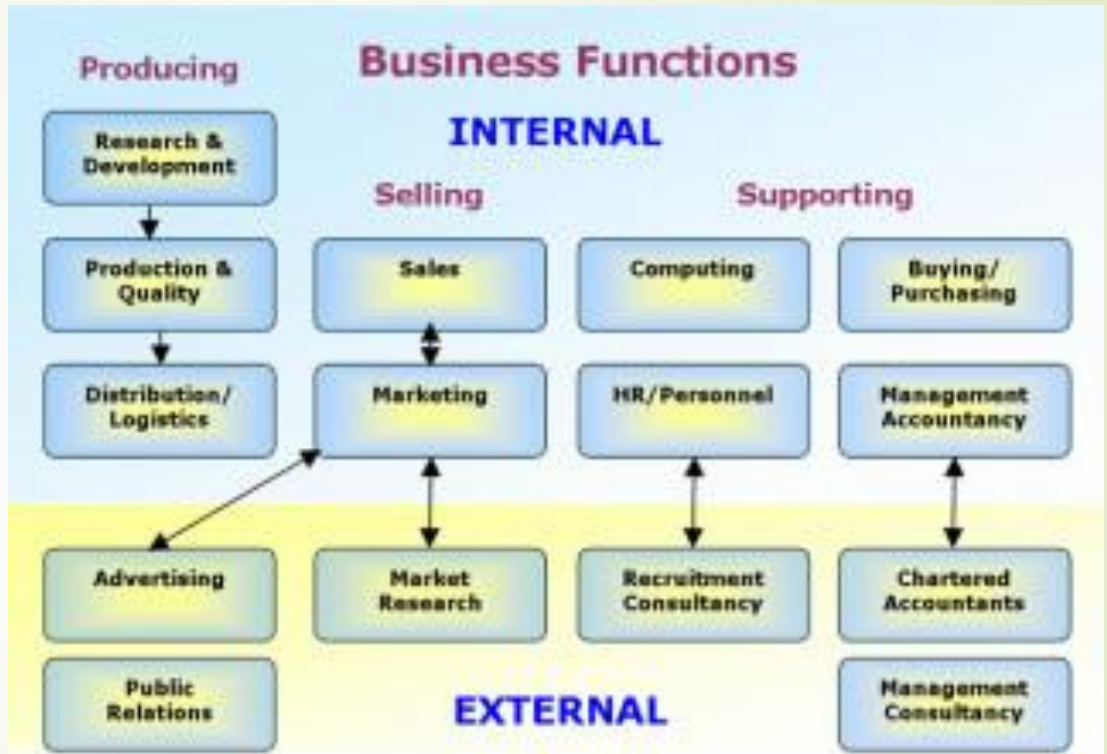 Producing
Business Functions
INTERNAL
Research &
Development
Selling
Supporting
Production &
Quality
Sales
Computing
Buying/
Purchasing
Distribution/
Logistics
Marketing
HR/Personnel
Management
Accountancy
Advertising
Market
Research
Recruitment
Consultancy
Chartered
Accountants
Public
Relations
EXTERNAL
Management
Consultancy